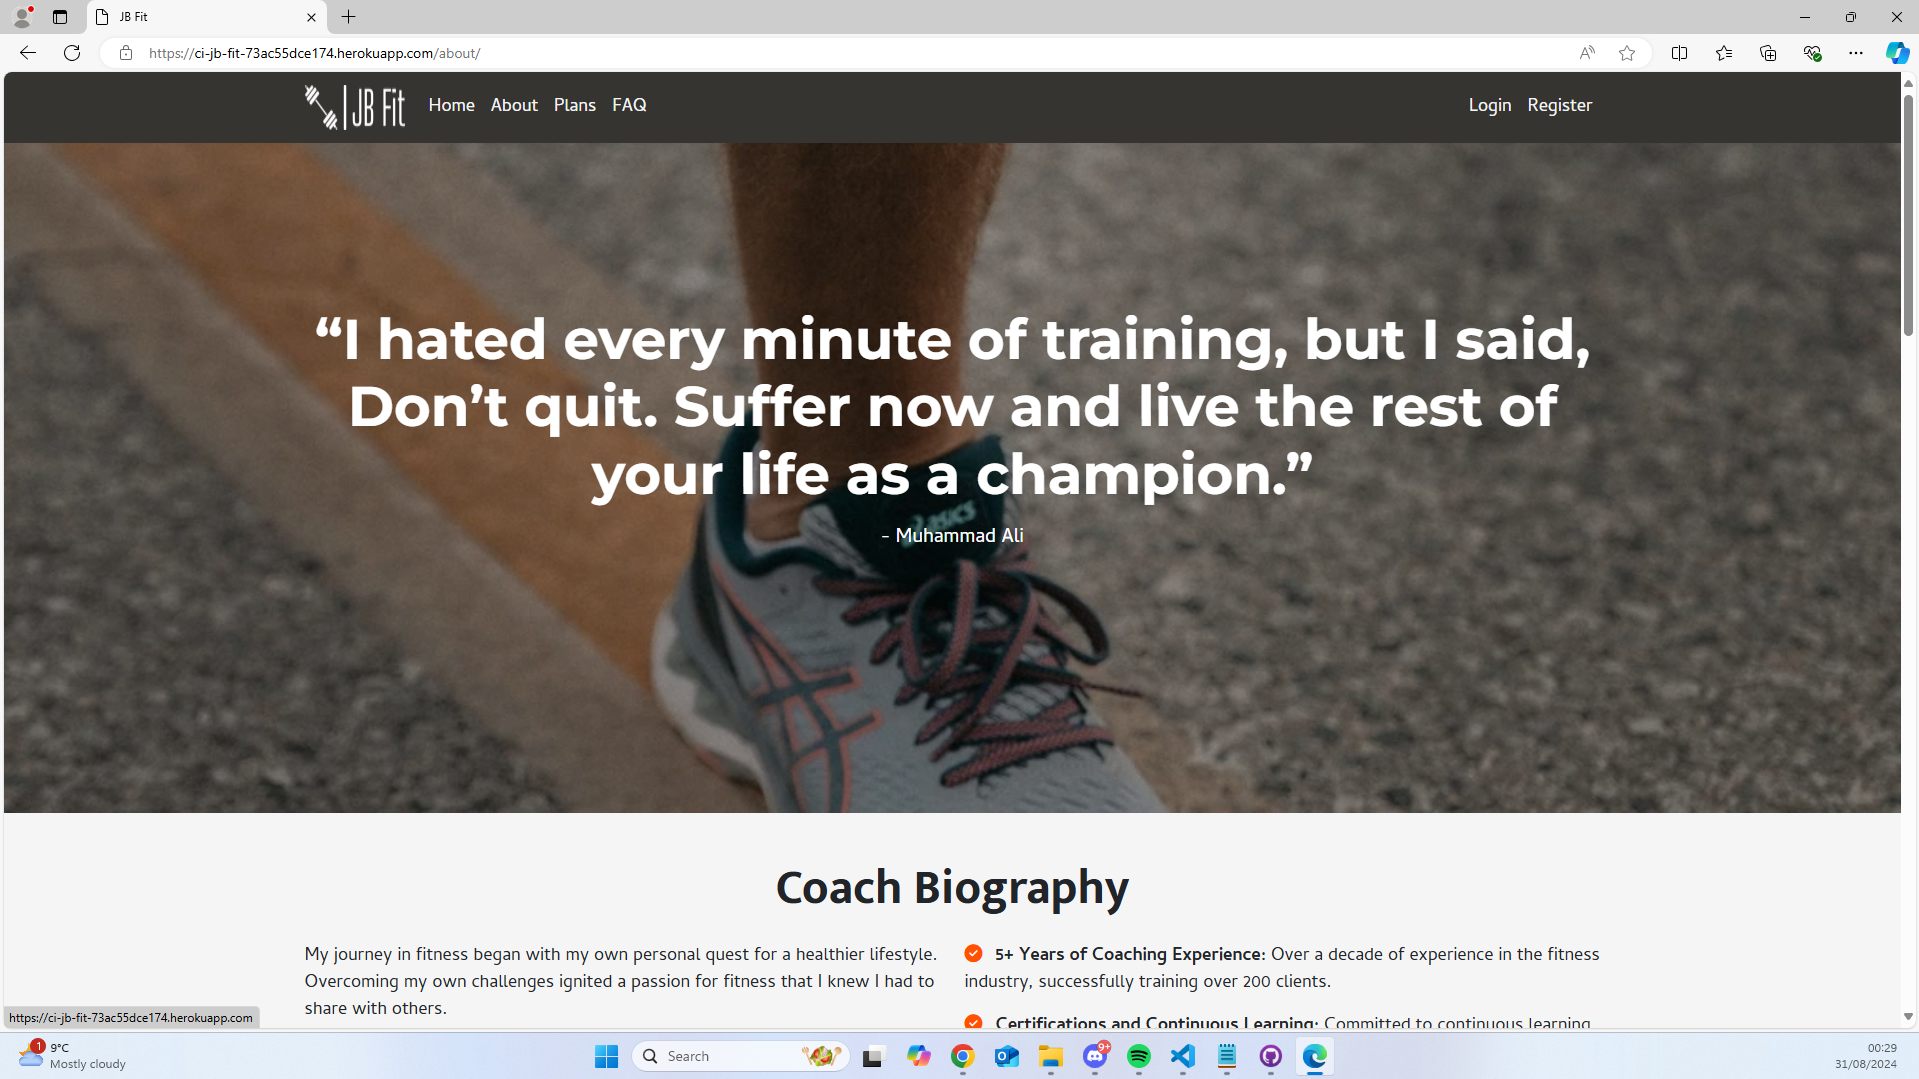 JB Fit
https://ci-jb-fit-73ac55dce174.herokuapp.com/about/
JB Fit
Home About Plans FAQ
Login Register
“I hated every minute of training, but I said,
Don’t quit. Suffer now and live the rest of
your life as a champion.”
- Muhammad Ali
ASICS
Coach Biography
My journey in fitness began with my own personal quest for a healthier lifestyle.
Overcoming my own challenges ignited a passion for fitness that I knew I had to
share with others.
5+ Years of Coaching Experience: Over a decade of experience in the fitness
industry, successfully training over 200 clients.
Certifications and Continuous Learning: Committed to continuous learning
https://ci-jb-fit-73ac55dce174.herokuapp.com
1
9°C
Mostly cloudy
Search
9+
00:29
31/08/2024